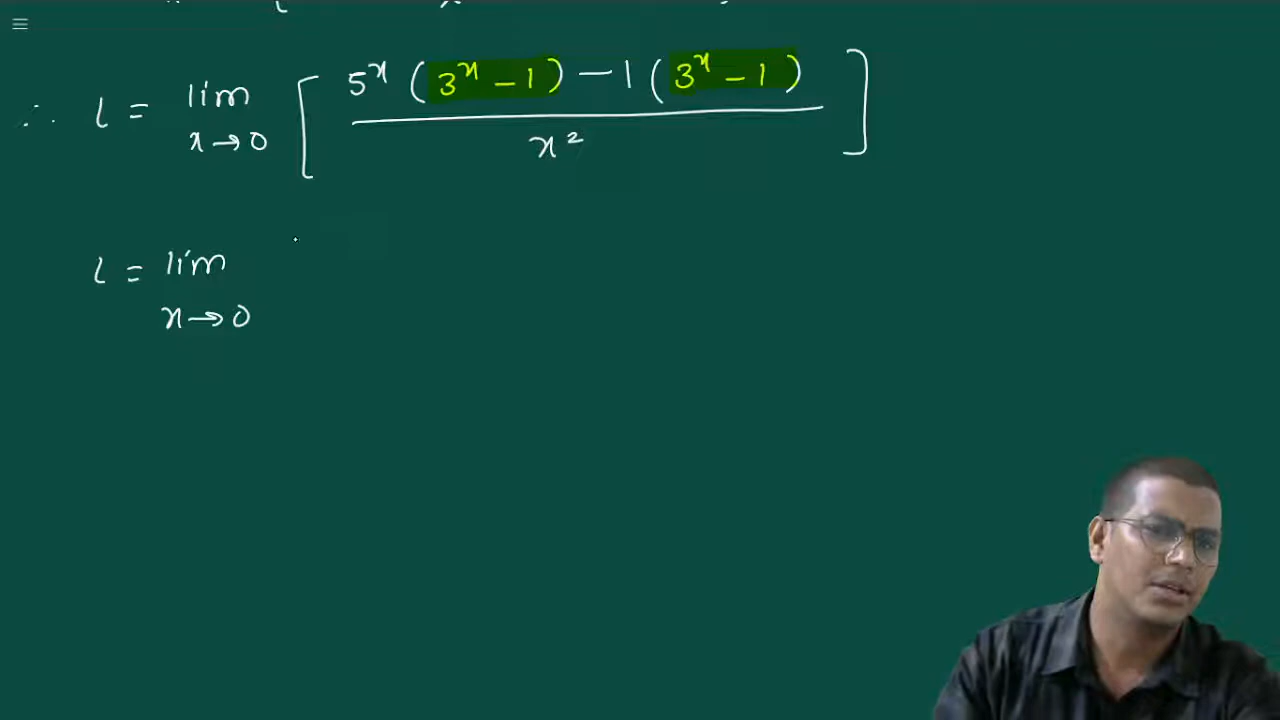 ∴ l = lim x→0 [ 5^x (3^x − 1) − 1 (3^x − 1) / x² ]
l = lim x→0